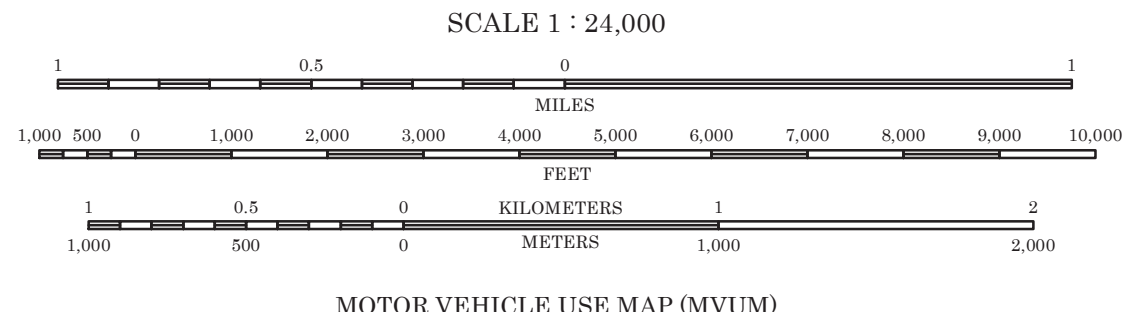 SCALE 1 : 24,000
1 0.5 0 1
MILES
1,000 500 0 1,000 2,000 3,000 4,000 5,000 6,000 7,000 8,000 9,000 10,000
FEET
1 0.5 0 KILOMETERS 1 2
1,000 500 0 METERS 1,000 2,000
MOTOR VEHICLE USE MAP (MVUM)